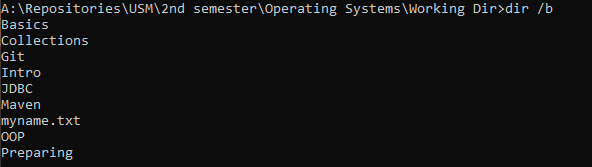 A:\Repositories\USM\2nd semester\Operating Systems\Working Dir>dir /b
Basics
Collections
Git
Intro
JDBC
Maven
myname.txt
OOP
Preparing